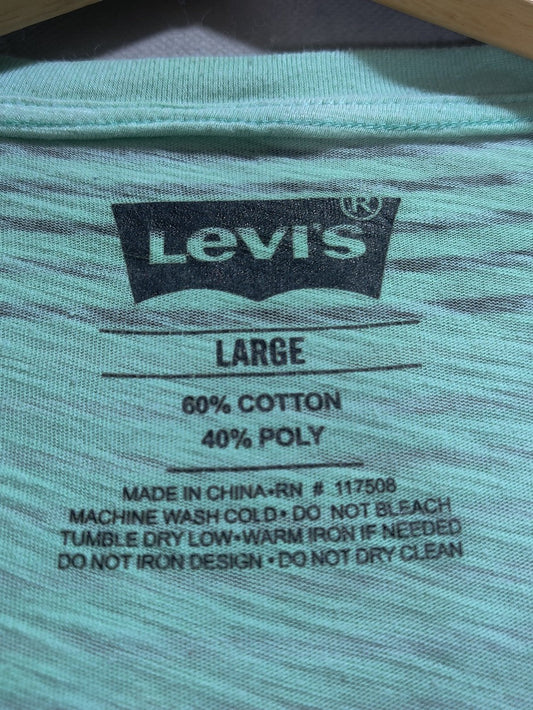 Levi's®
LARGE
60% COTTON
40% POLY
MADE IN CHINA•RN # 117508
MACHINE WASH COLD• DO NOT BLEACH
TUMBLE DRY LOW•WARM IRON IF NEEDED
DO NOT IRON DESIGN • DO NOT DRY CLEAN